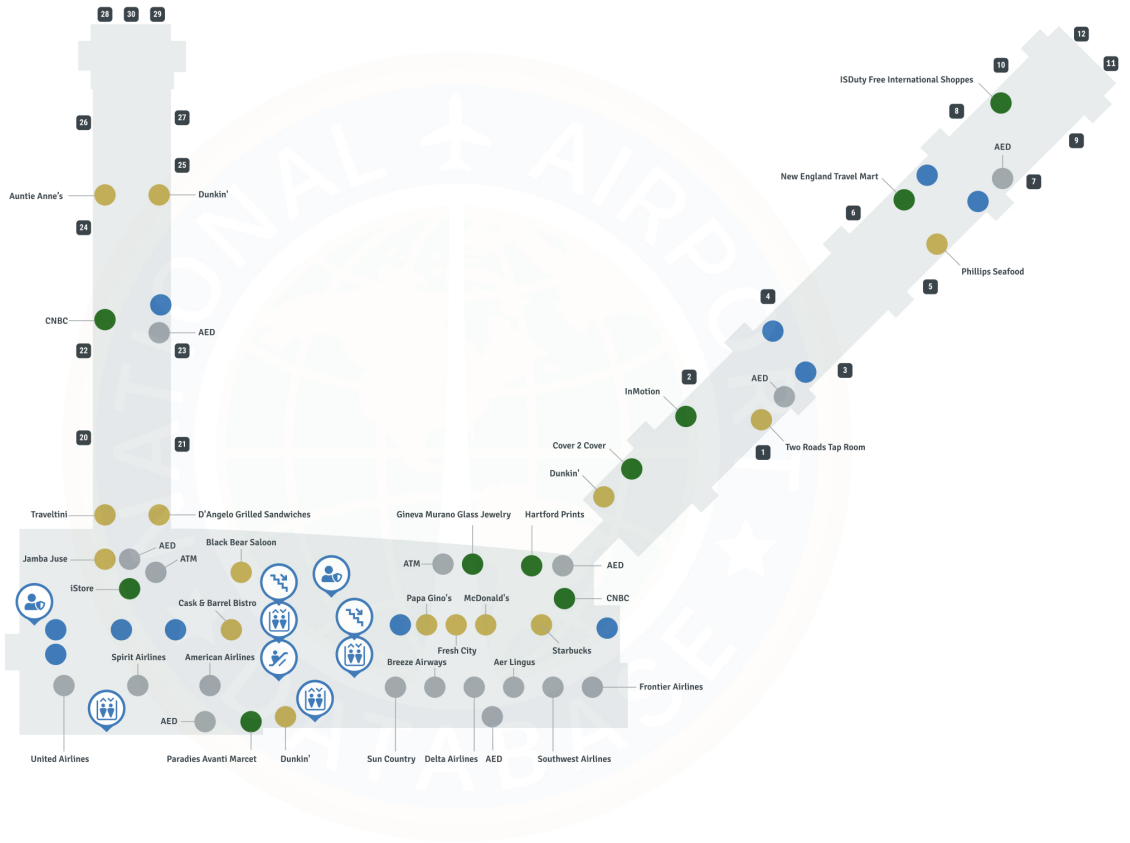 28
30
29
12
11
10
ISDuty Free International Shoppes
8
27
26
9
AED
25
New England Travel Mart
7
Auntie Anne's
Dunkin'
6
24
Phillips Seafood
5
4
CNBC
AED
22
23
3
2
AED
InMotion
20
21
Cover 2 Cover
Two Roads Tap Room
1
Dunkin'
Traveltini
D'Angelo Grilled Sandwiches
Gineva Murano Glass Jewelry
Hartford Prints
Black Bear Saloon
AED
Jamba Juse
ATM
ATM
AED
iStore
Cask & Barrel Bistro
Papa Gino's
McDonald's
CNBC
Fresh City
Starbucks
Spirit Airlines
American Airlines
Breeze Airways
Aer Lingus
Frontier Airlines
AED
United Airlines
Paradies Avanti Marcet
Dunkin'
Sun Country
Delta Airlines
AED
Southwest Airlines
NATIONAL AIRPORT
DATABASE